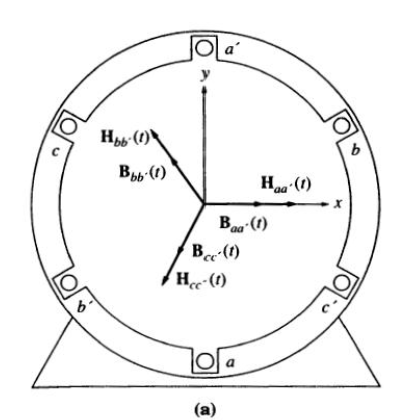 a′
y
c
b
H_bb′(t)
B_bb′(t)
H_aa′(t)
x
B_aa′(t)
B_cc′(t)
H_cc′(t)
b′
c′
a
(a)